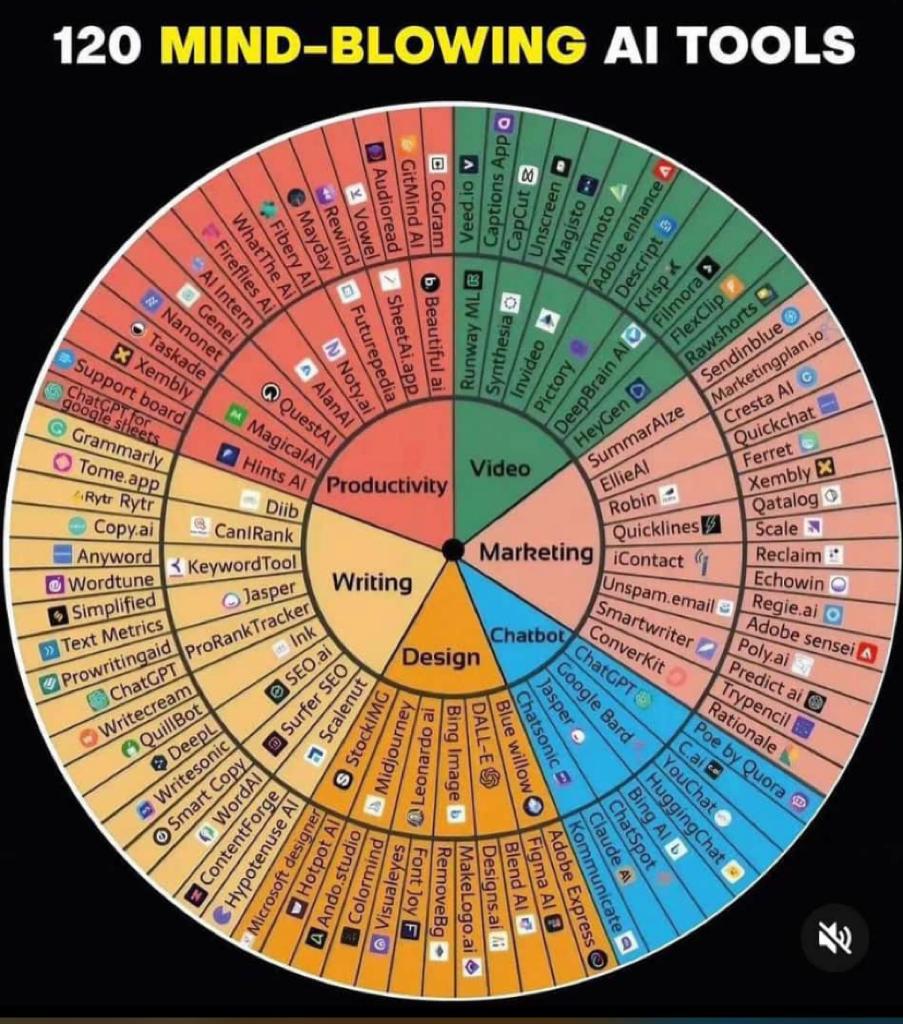 120 MIND-BLOWING AI TOOLS
Productivity
Video
Marketing
Chatbot
Design
Writing
Veed.io
Captions App
CapCut
Unscreen
Magisto
Animoto
Adobe enhance
Descript
Krisp
Filmora
FlexClip
Rawshorts
Runway ML
Synthesia
Invideo
Pictory
DeepBrain AI
HeyGen
Sendinblue
Marketingplan.io
Cresta AI
Quickchat
Ferret
Xembly
Qatalog
Scale
Reclaim
Echowin
Regie.ai
Adobe sensei
Poly.ai
Predict ai
Trypencil
Rationale
SummarAIze
EllieAI
Robin
Quicklines
iContact
Unspam.email
Smartwriter
ConverKit
Poe by Quora
C.ai
YouChat
HuggingChat
Bing AI
ChatSpot
Claude
Kommunicate
ChatGPT
Google Bard
Jasper
Chatsonic
Adobe Express
Figma AI
Blend AI
Designs.ai
MakeLogo.ai
RemoveBg
Font Yo(
Visualeyes
Colormind
Ando.studio
Hotpot AI
Microsoft designer
Blue willow
DALL-E
Bing Image
Leonardo ai
Midjourney
StockIMG
Hypotenuse AI
ContentForge
WordAI
Smart Copy
Writesonic
DeepL
QuillBot
Writecream
ChatGPT
Prowritingaid
Text Metrics
Simplified
Wordtune
Anyword
Copy.ai
Rytr Rytr
Tome.app
Grammarly
Scalenut
Surfer SEO
SEO.ai
Ink
ProRankTracker
Jasper
KeywordTool
CanIRank
Diib
ChatGPT for
google sheets
Support board
Xembly
Taskade
Nanonet
Genei
AI Intern
Fireflies AI
WhatThe Ai
Fibery AI
Mayday
Rewind
Vowel
Audioread
GitMind AI
CoGram
Hints AI
MagicalAI
QuestAI
AlanAI
Noty.ai
Futurepedia
SheetAi.app
Beautiful ai